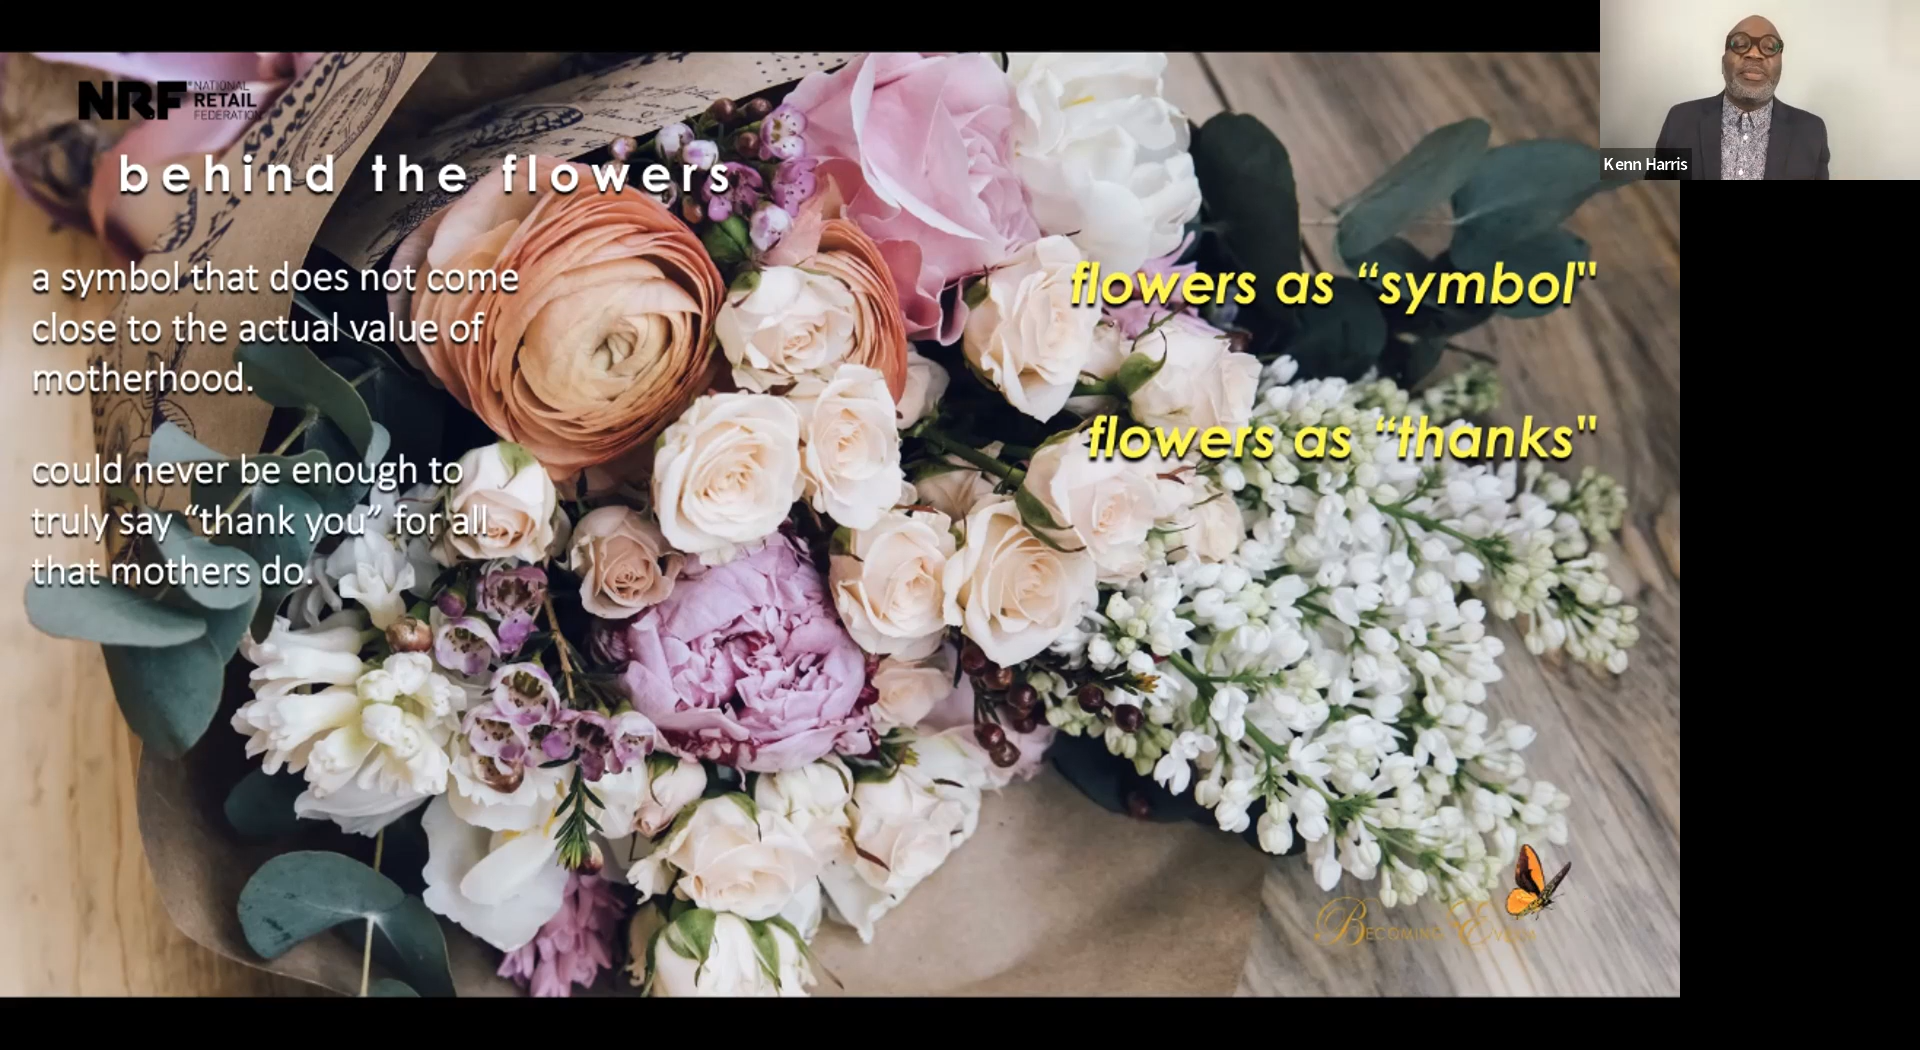 NRF NATIONAL
RETAIL
FEDERATION
behind the flowers
a symbol that does not come
close to the actual value of
motherhood.
could never be enough to
truly say “thank you” for all
that mothers do.
flowers as “symbol"
flowers as “thanks"
Kenn Harris
BECOMING